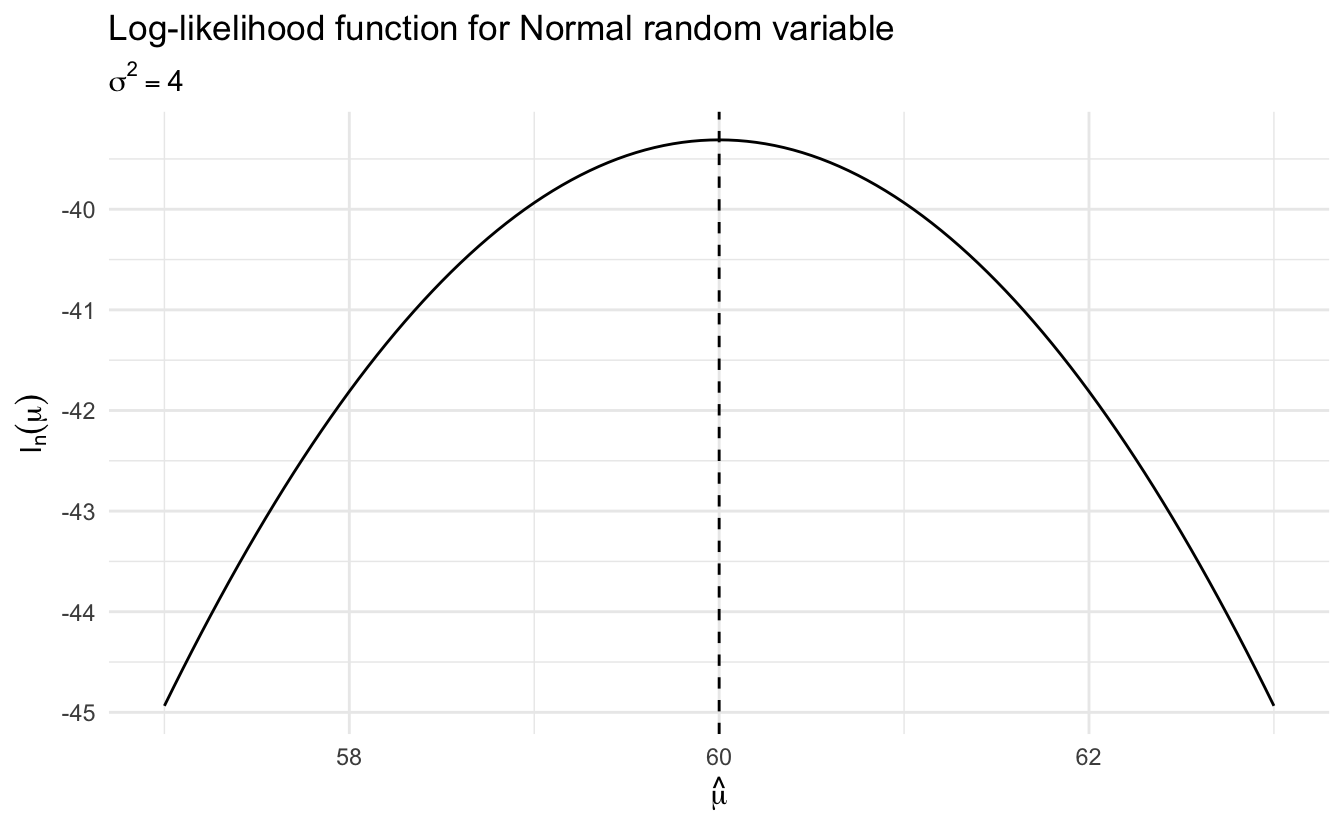 Log-likelihood function for Normal random variable
σ² = 4
-40
-41
-42
-43
-44
-45
lₙ(μ)
58 60 62
μ̂